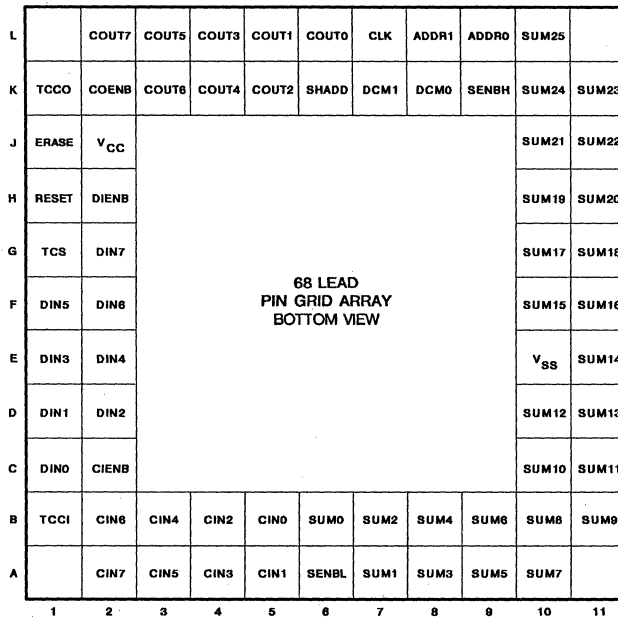 L COUT7 COUT5 COUT3 COUT1 COUT0 CLK ADDR1 ADDR0 SUM25
K TCCO COENB COUT6 COUT4 COUT2 SHADD DCM1 DCM0 SENBH SUM24 SUM23
J ERASE VCC SUM21 SUM22
H RESET DIENB SUM19 SUM20
G TCS DIN7 SUM17 SUM18
F DIN5 DIN6 SUM15 SUM16
68 LEAD
PIN GRID ARRAY
BOTTOM VIEW
E DIN3 DIN4 VSS SUM14
D DIN1 DIN2 SUM12 SUM13
C DIN0 CIENB SUM10 SUM11
B TCCI CIN6 CIN4 CIN2 CIN0 SUM0 SUM2 SUM4 SUM6 SUM8 SUM9
A CIN7 CIN5 CIN3 CIN1 SENBL SUM1 SUM3 SUM5 SUM7
1 2 3 4 5 6 7 8 9 10 11